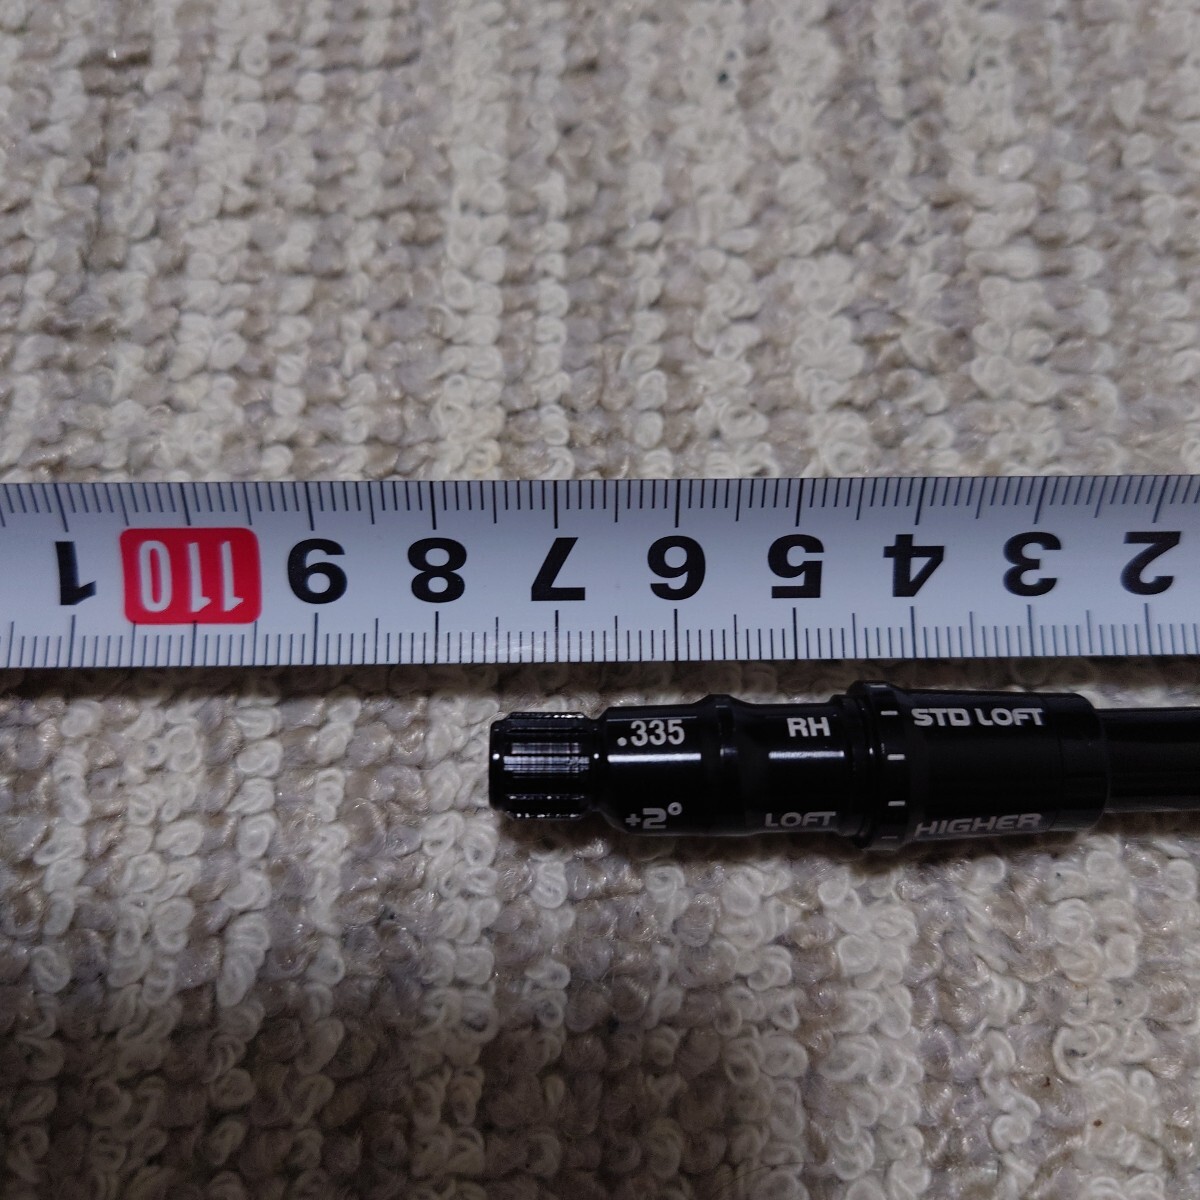 1 110 9 8 7 6 5 4 3 2
.335 RH STD LOFT
+2° LOFT HIGHER